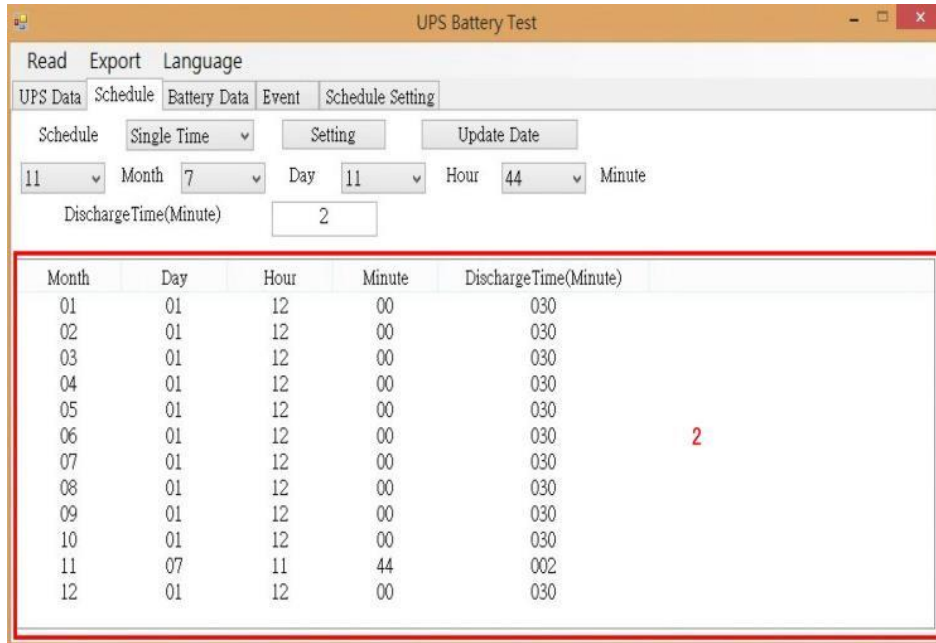 UPS Battery Test
Read Export Language
UPS Data Schedule Battery Data Event Schedule Setting
Schedule Single Time Setting Update Date
11 Month 7 Day 11 Hour 44 Minute
DischargeTime(Minute) 2
Month Day Hour Minute DischargeTime(Minute)
01 01 12 00 030
02 01 12 00 030
03 01 12 00 030
04 01 12 00 030
05 01 12 00 030
06 01 12 00 030 2
07 01 12 00 030
08 01 12 00 030
09 01 12 00 030
10 01 12 00 030
11 07 11 44 002
12 01 12 00 030